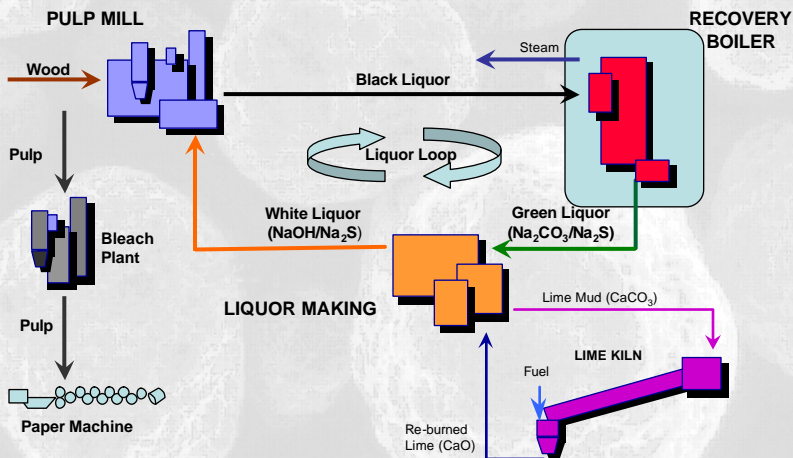 PULP MILL
RECOVERY
BOILER
Steam
Wood
Black Liquor
Pulp
Liquor Loop
White Liquor
(NaOH/Na₂S)
Green Liquor
(Na₂CO₃/Na₂S)
Bleach
Plant
LIQUOR MAKING
Lime Mud (CaCO₃)
Pulp
LIME KILN
Fuel
Paper Machine
Re-burned
Lime (CaO)